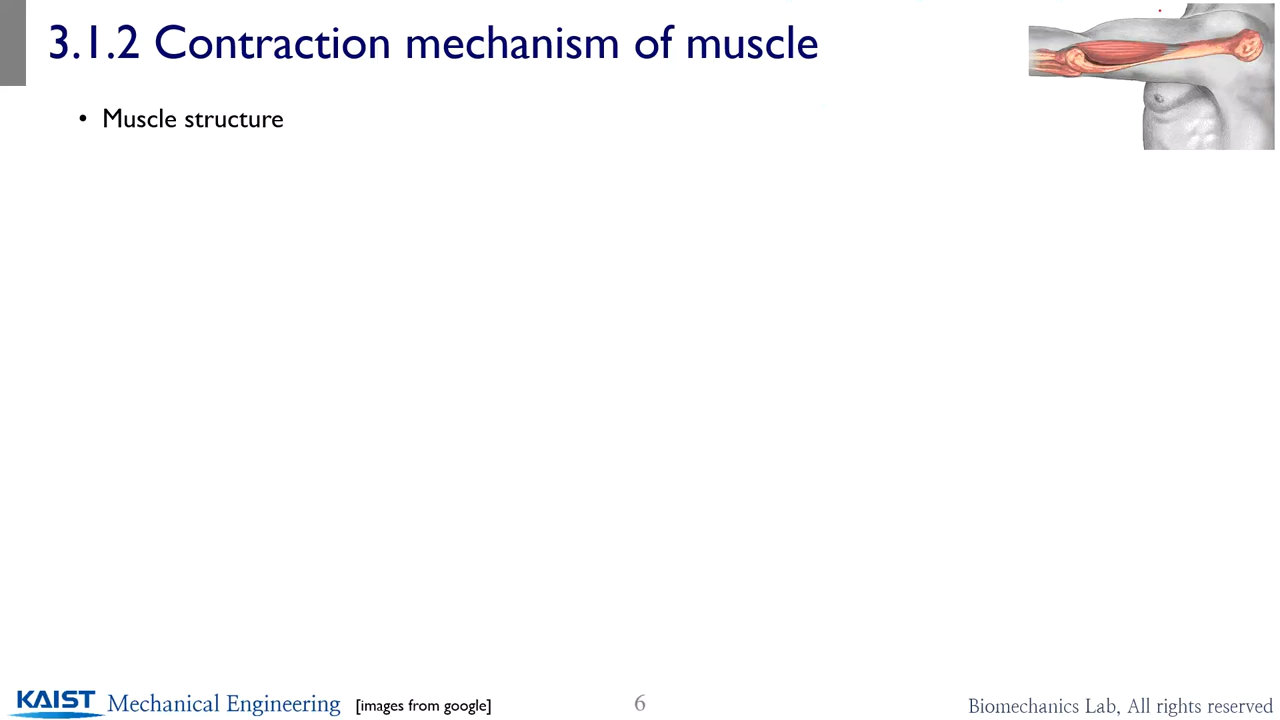 3.1.2 Contraction mechanism of muscle
• Muscle structure
KAIST Mechanical Engineering [images from google] 6 Biomechanics Lab, All rights reserved